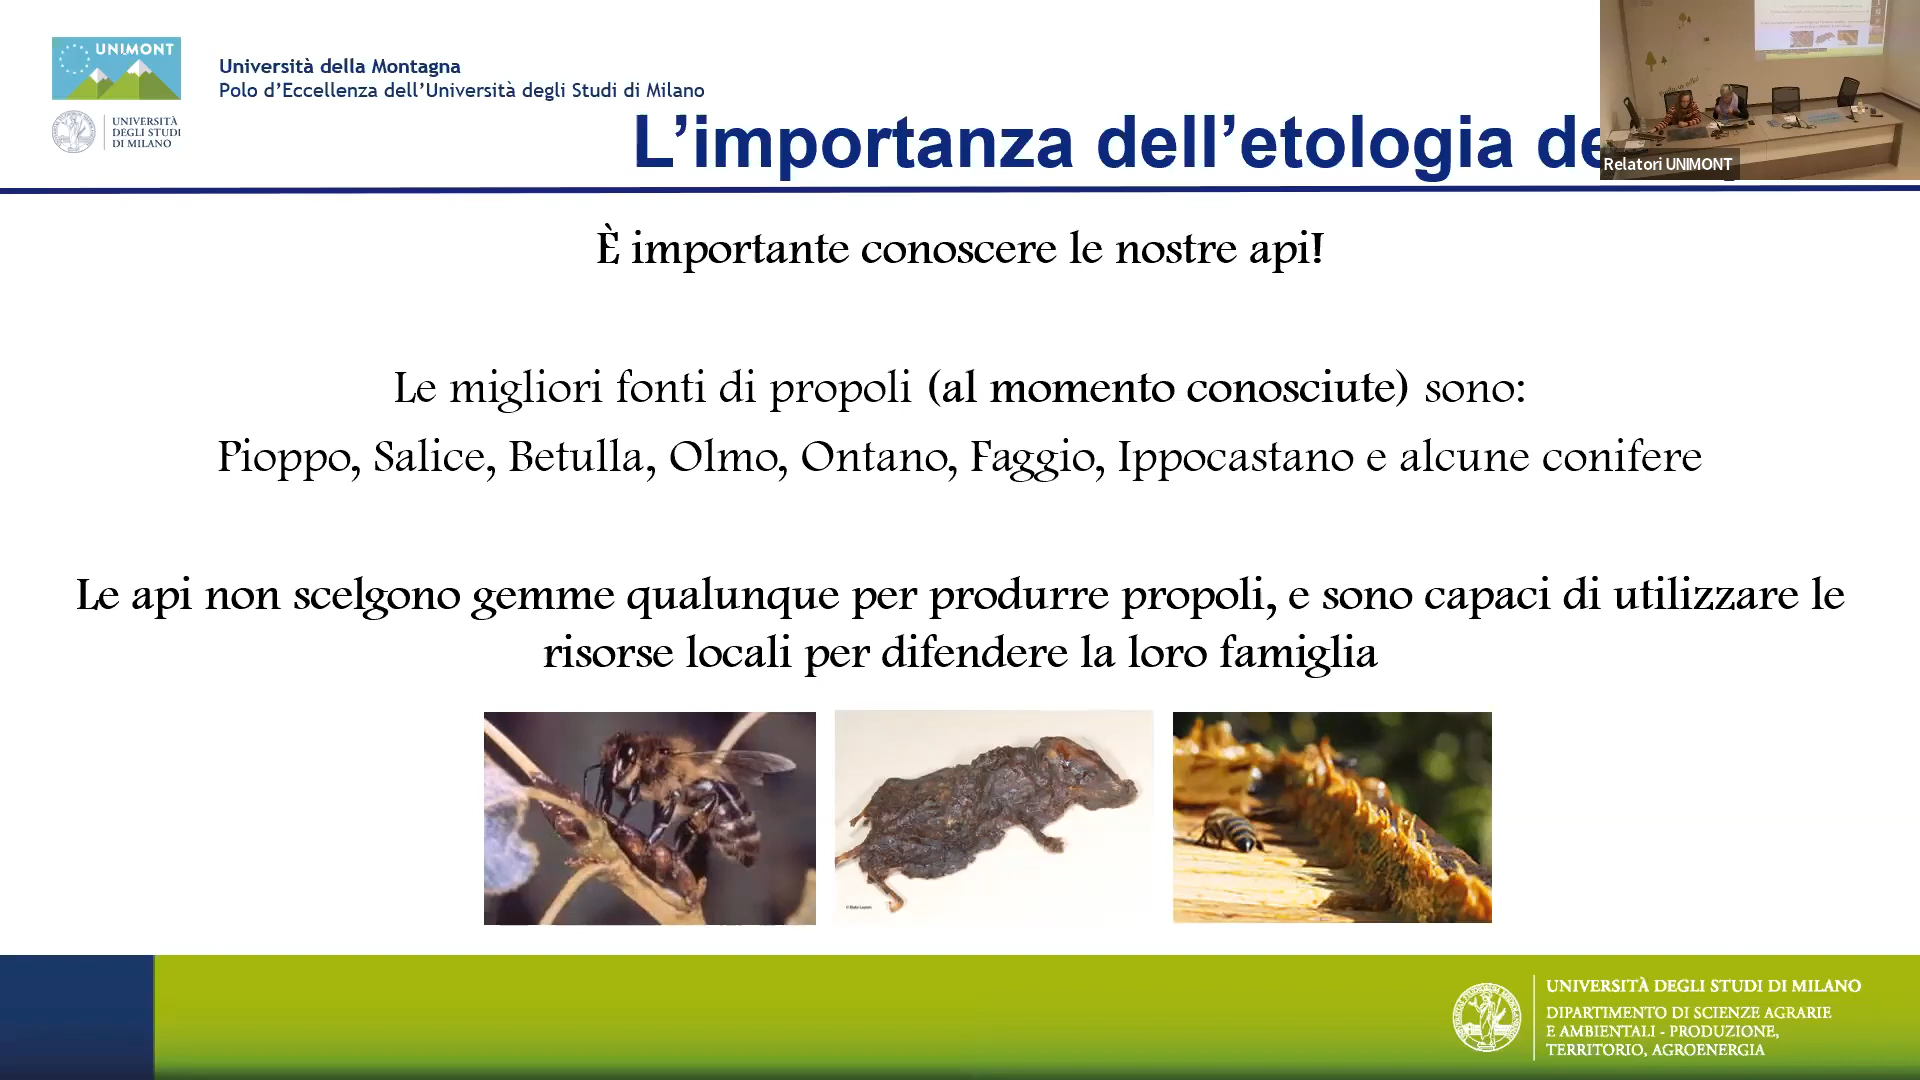 UNIMONT
Università della Montagna
Polo d'Eccellenza dell'Università degli Studi di Milano
UNIVERSITÀ
DEGLI STUDI
DI MILANO
L'importanza dell'etologia de
Relatori UNIMONT
È importante conoscere le nostre api!
Le migliori fonti di propoli (al momento conosciute) sono:
Pioppo, Salice, Betulla, Olmo, Ontano, Faggio, Ippocastano e alcune conifere
Le api non scelgono gemme qualunque per produrre propoli, e sono capaci di utilizzare le
risorse locali per difendere la loro famiglia
UNIVERSITÀ DEGLI STUDI DI MILANO
DIPARTIMENTO DI SCIENZE AGRARIE
E AMBIENTALI - PRODUZIONE,
TERRITORIO, AGROENERGIA